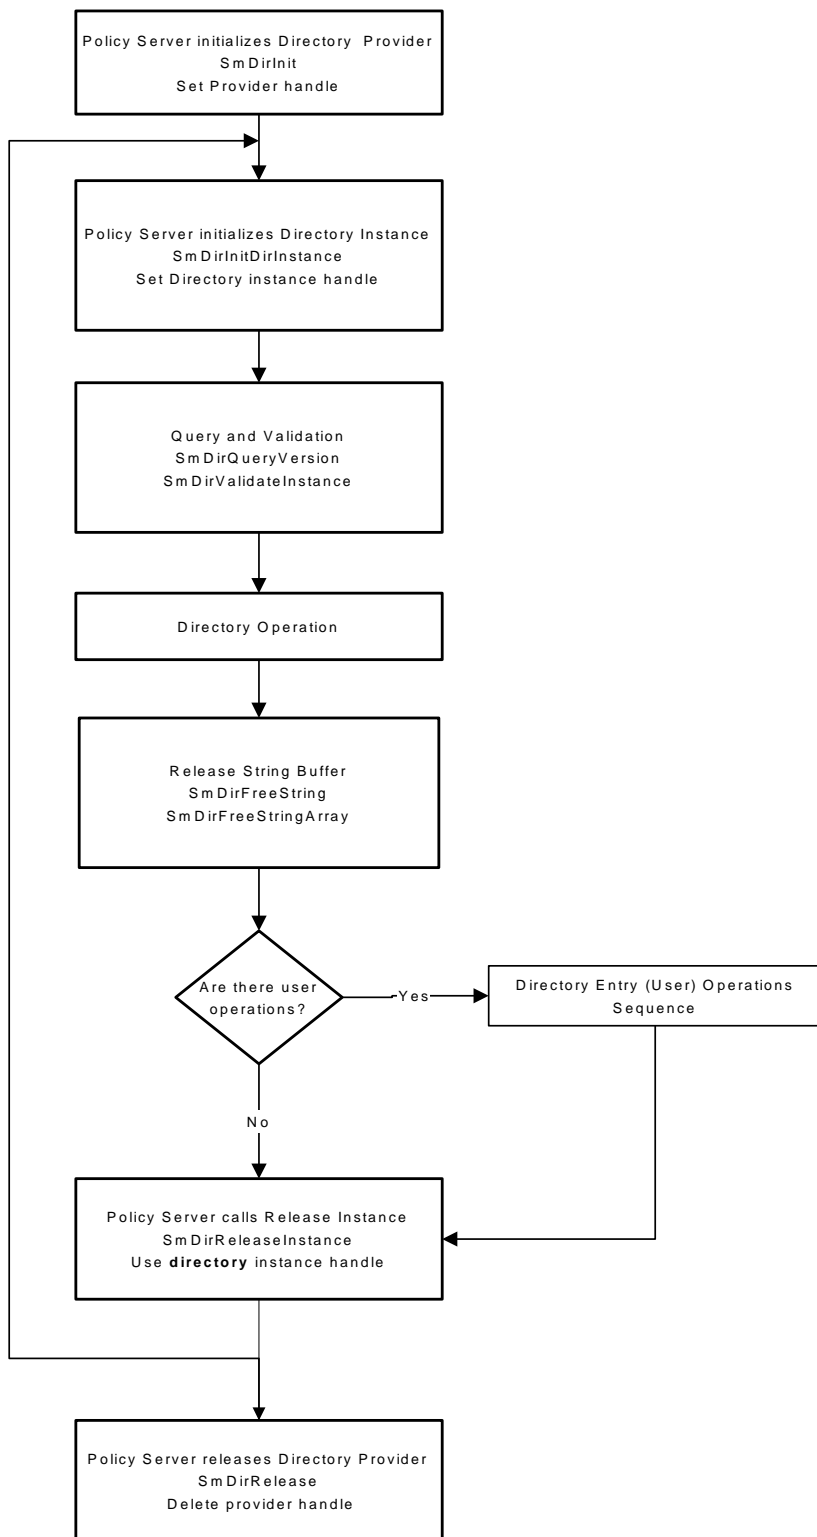 Policy Server initializes Directory Provider
SmDirInit
Set Provider handle
Policy Server initializes Directory Instance
SmDirInitDirInstance
Set Directory instance handle
Query and Validation
SmDirQueryVersion
SmDirValidateInstance
Directory Operation
Release String Buffer
SmDirFreeString
SmDirFreeStringArray
Are there user
operations?
Yes
Directory Entry (User) Operations
Sequence
No
Policy Server calls Release Instance
SmDirReleaseInstance
Use directory instance handle
Policy Server releases Directory Provider
SmDirRelease
Delete provider handle